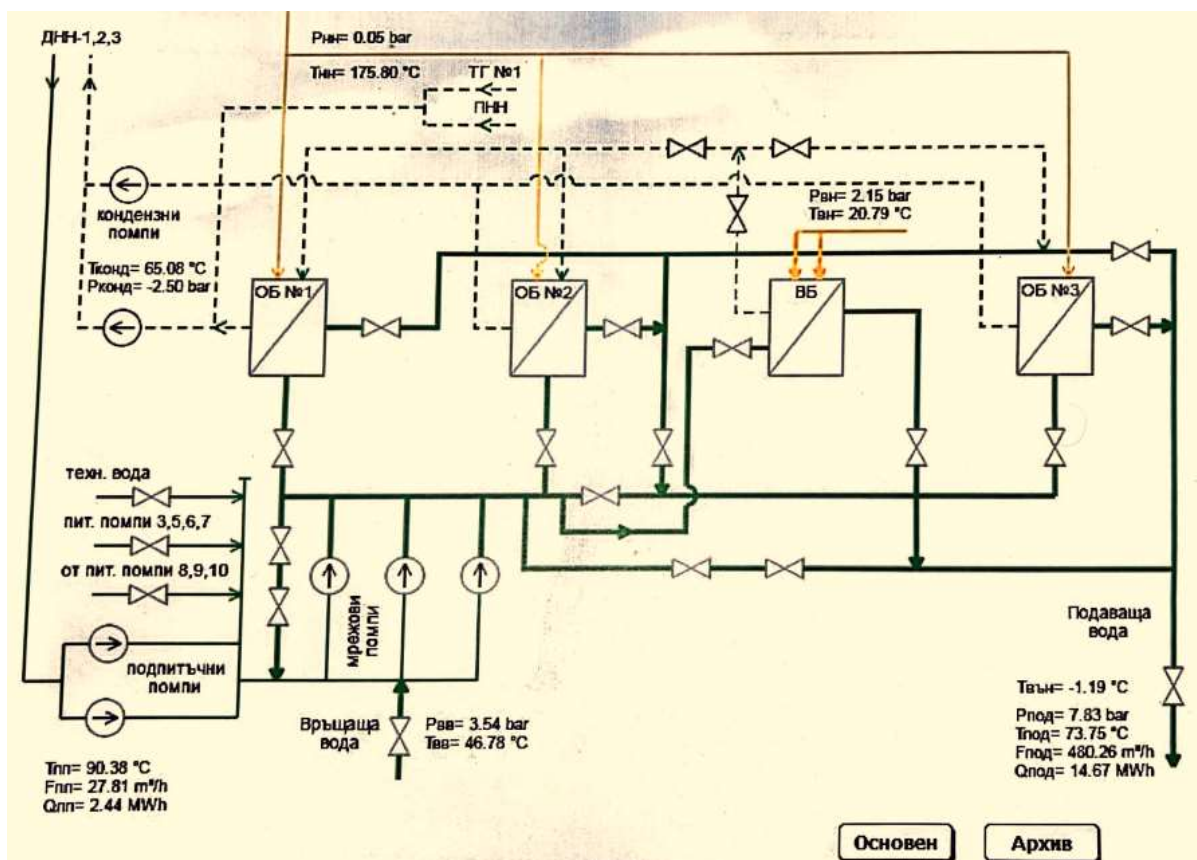 ДНН-1,2,3
Рнн= 0.05 bar
Тнн= 175.80 °C
ТГ №1
ПНН
кондензни
помпи
Рвн= 2.15 bar
Твн= 20.79 °C
Тконд= 65.08 °C
Рконд= -2.50 bar
ОБ №1
ОБ №2
ВБ
ОБ №3
техн. вода
пит. помпи 3,5,6,7
от пит. помпи 8,9,10
мрежови
помпи
подпитъчни
помпи
Подаваща
вода
Връщаща
вода
Рвв= 3.54 bar
Твв= 46.78 °C
Твън= -1.19 °C
Рпод= 7.83 bar
Тпод= 73.75 °C
Fпод= 480.26 m³/h
Qпод= 14.67 MWh
Тпп= 90.38 °C
Fпп= 27.81 m³/h
Qпп= 2.44 MWh
Основен
Архив